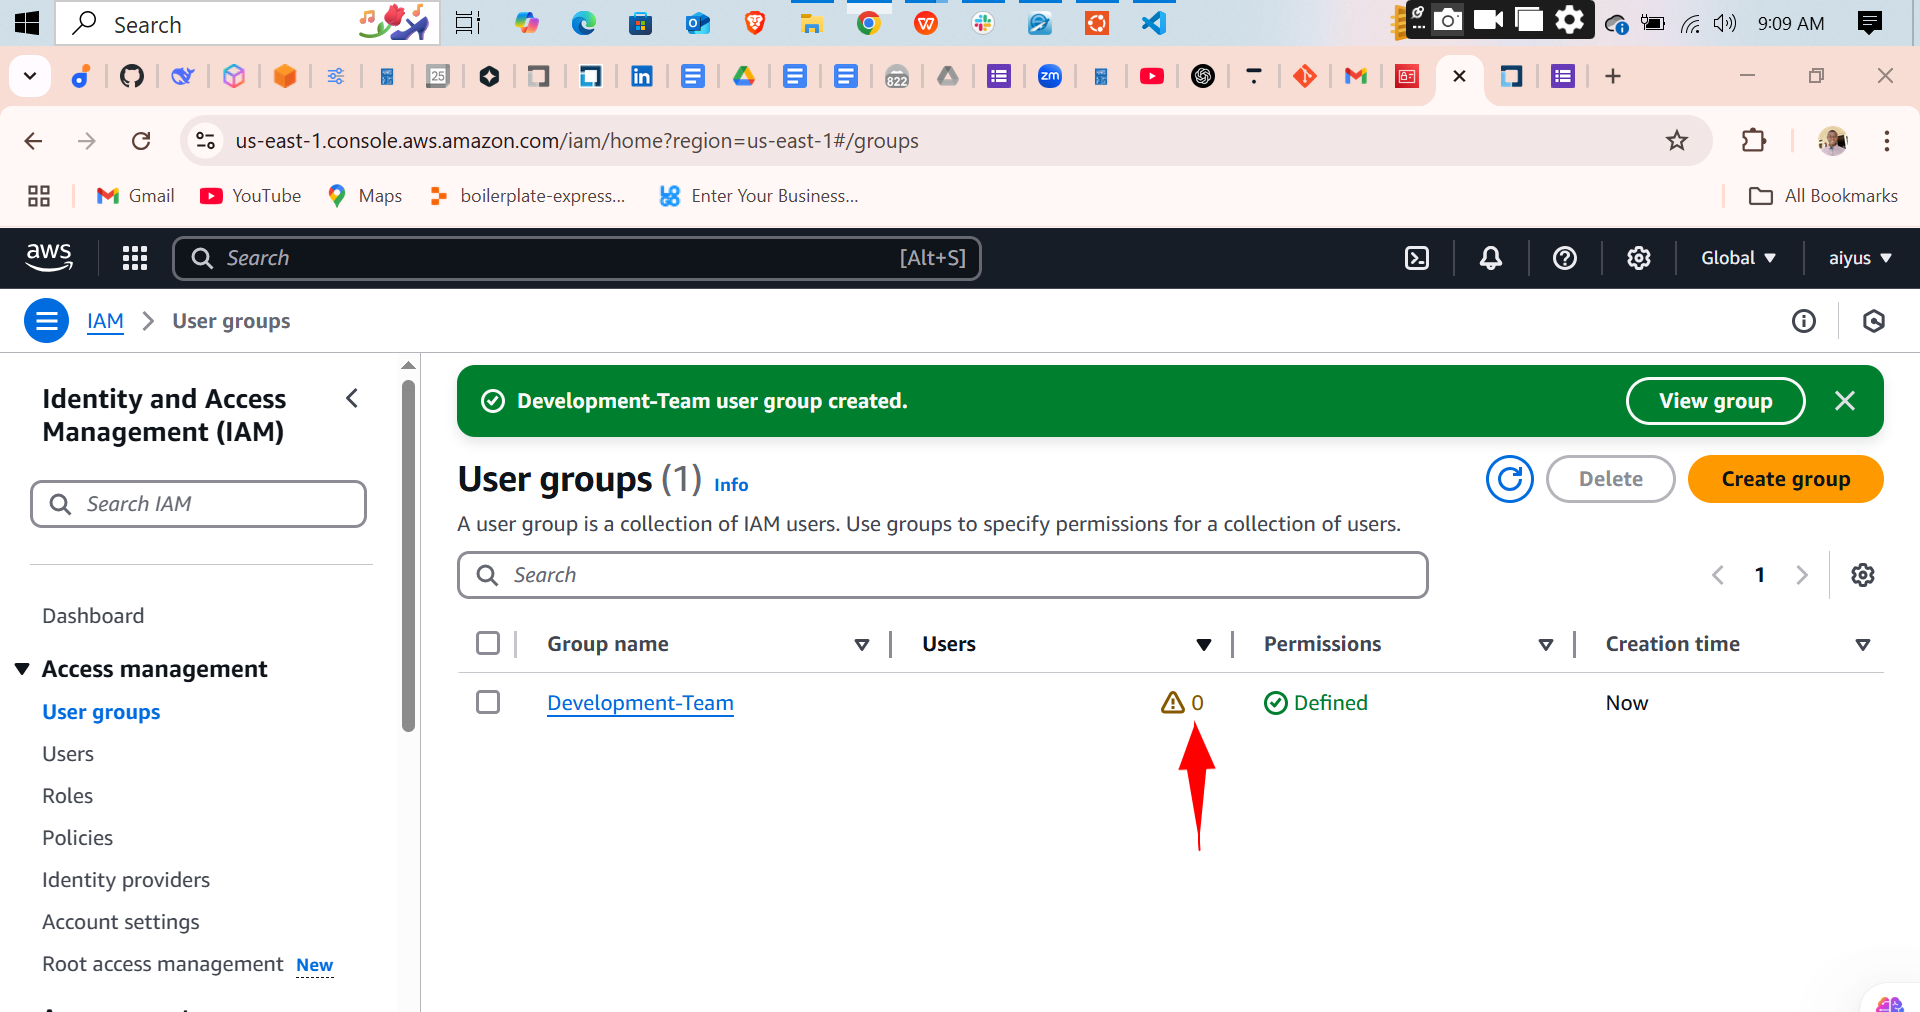 Search
9:09 AM
25
822
zm
us-east-1.console.aws.amazon.com/iam/home?region=us-east-1#/groups
Gmail
YouTube
Maps
boilerplate-express...
Enter Your Business...
All Bookmarks
aws
Search
[Alt+S]
Global
aiyus
IAM
User groups
Identity and Access
Management (IAM)
Search IAM
Dashboard
Access management
User groups
Users
Roles
Policies
Identity providers
Account settings
Root access management New
Development-Team user group created.
View group
User groups (1) Info
Delete
Create group
A user group is a collection of IAM users. Use groups to specify permissions for a collection of users.
Search
1
Group name
Users
Permissions
Creation time
Development-Team
0
Defined
Now